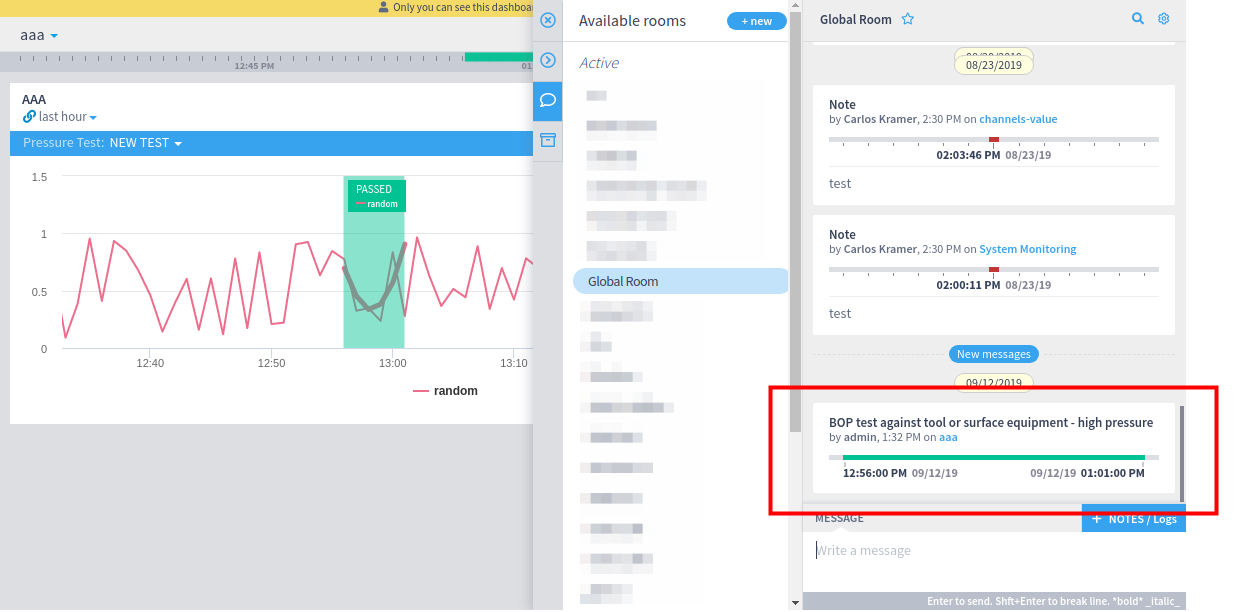 Only you can see this dashboa
aaa
12:45 PM
01
AAA
last hour
Pressure Test: NEW TEST
1.5
1
0.5
0
PASSED
random
12:40
12:50
13:00
13:10
random
Available rooms
+ new
Active
Global Room
Global Room
08/23/2019
Note
by Carlos Kramer, 2:30 PM on channels-value
02:03:46 PM 08/23/19
test
Note
by Carlos Kramer, 2:30 PM on System Monitoring
02:00:11 PM 08/23/19
test
New messages
09/12/2019
BOP test against tool or surface equipment - high pressure
by admin, 1:32 PM on aaa
12:56:00 PM 09/12/19
09/12/19 01:01:00 PM
MESSAGE
+ NOTES / Logs
Write a message
Enter to send. Shft+Enter to break line. *bold* _italic_